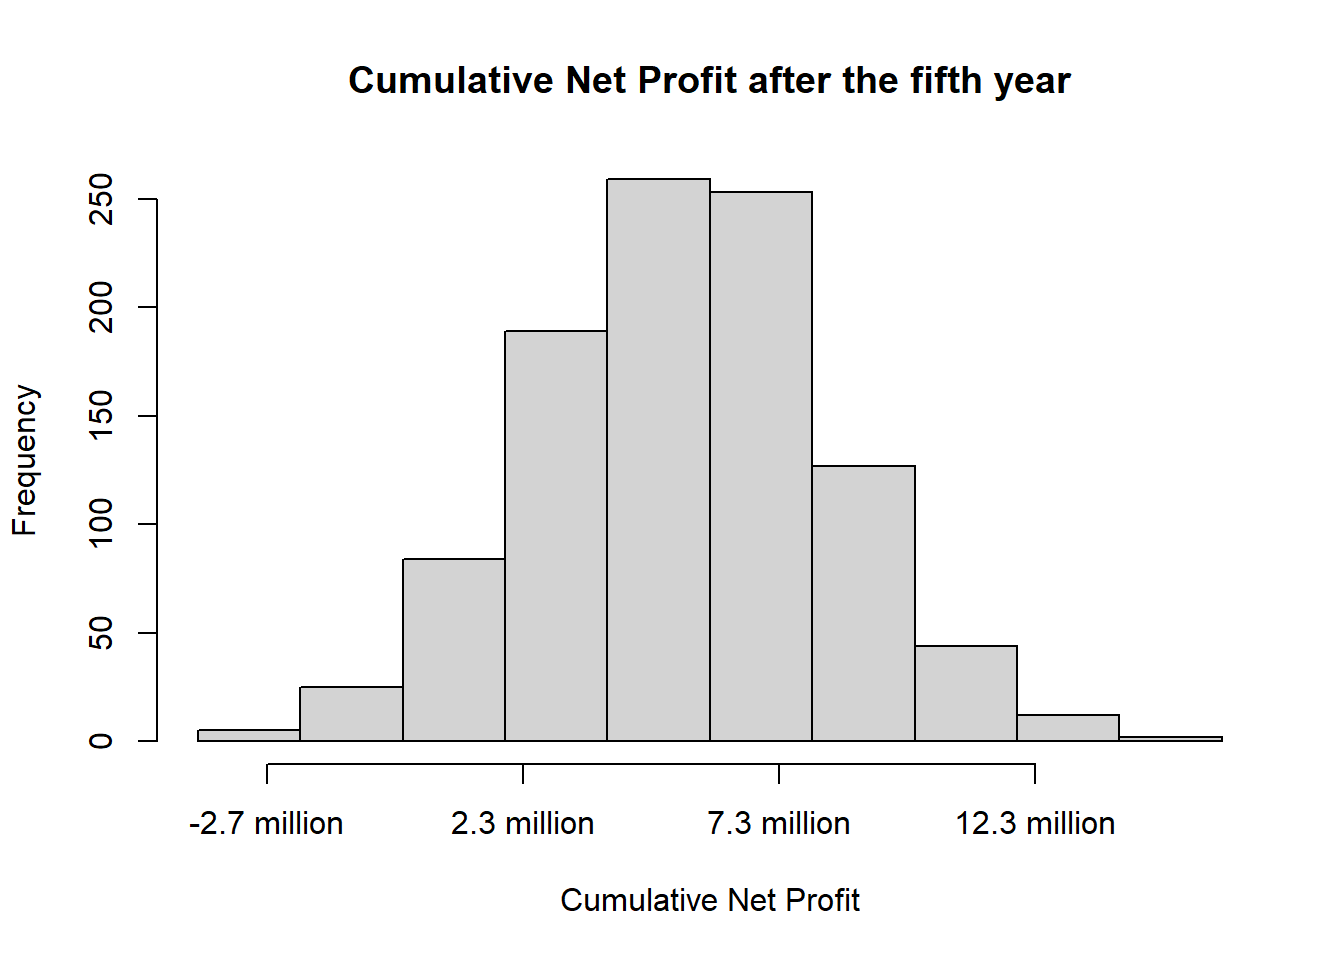 Cumulative Net Profit after the fifth year
250
200
150
100
50
0
Frequency
-2.7 million
2.3 million
7.3 million
12.3 million
Cumulative Net Profit